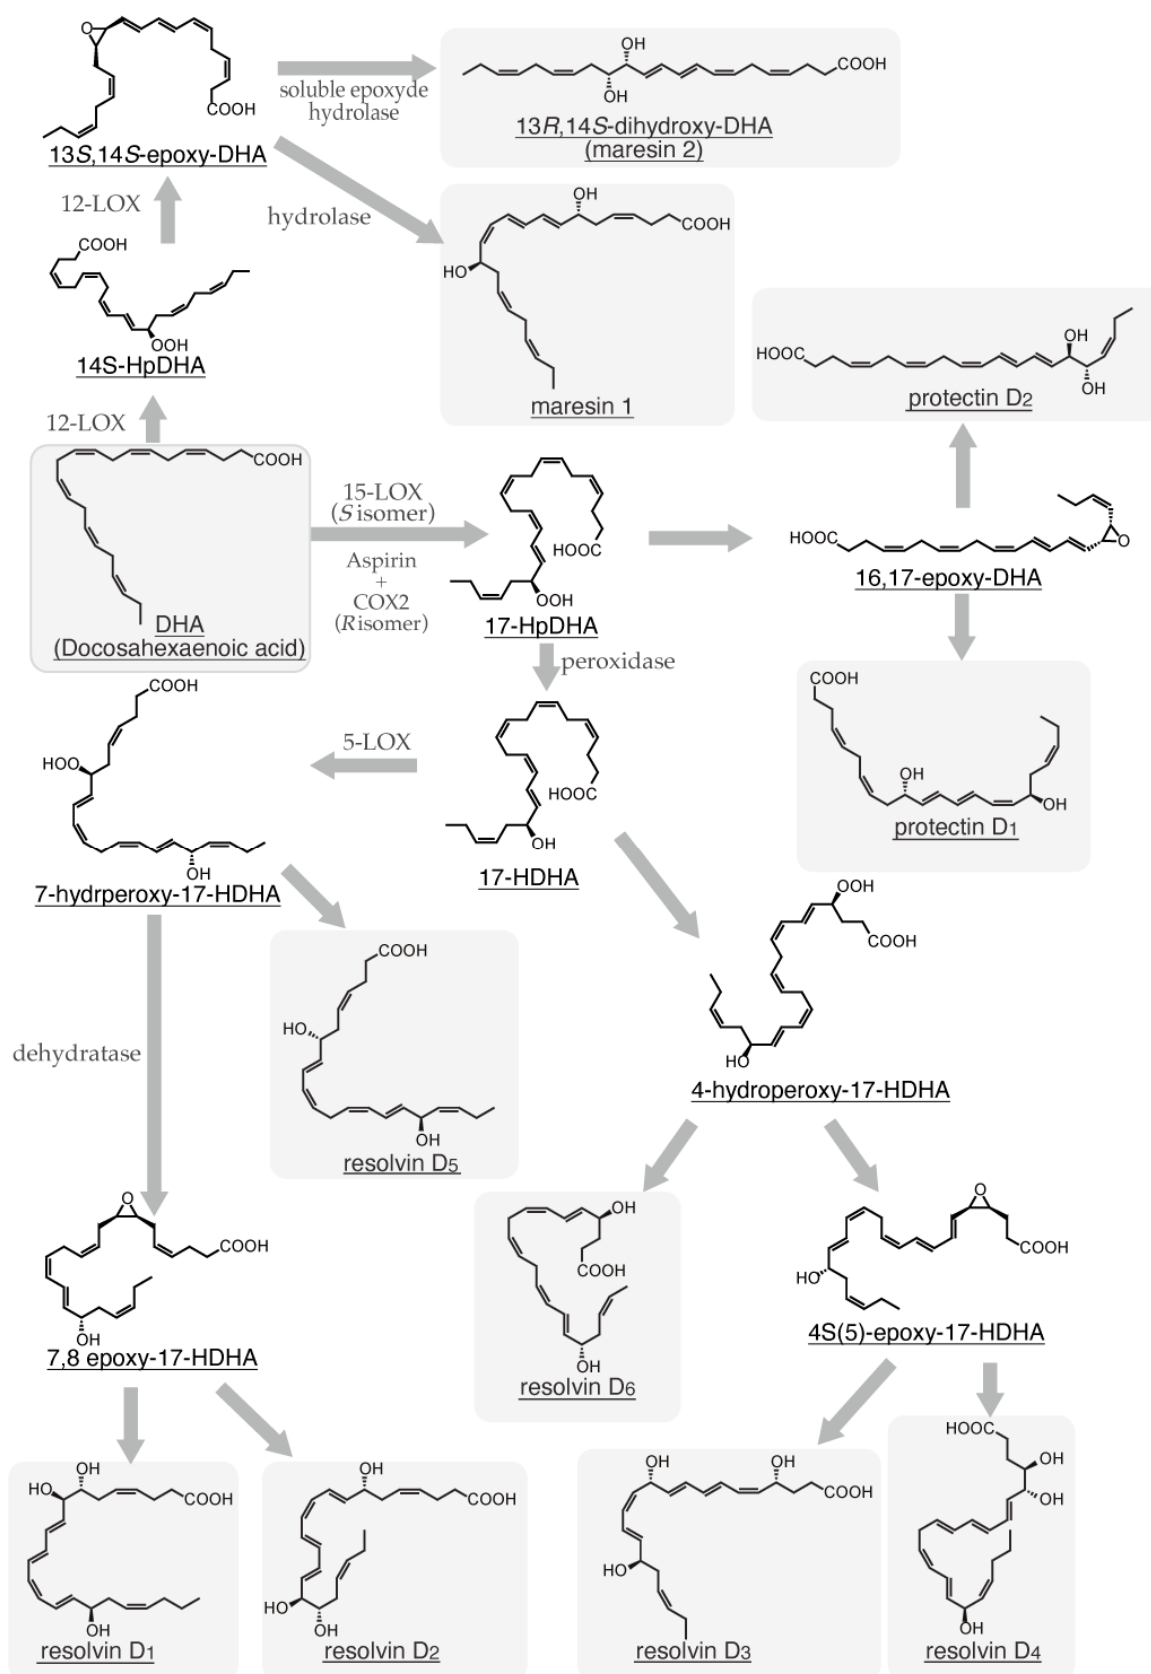 O
COOH
13S,14S-epoxy-DHA
soluble epoxyde
hydrolase
OH
COOH
OH
13R,14S-dihydroxy-DHA
(maresin 2)
12-LOX
hydrolase
OH
COOH
HO
maresin 1
COOH
OOH
14S-HpDHA
OH
HOOC
OH
protectin D2
12-LOX
COOH
DHA
(Docosahexaenoic acid)
15-LOX
(S isomer)
Aspirin
+
COX2
(R isomer)
HOOC
OOH
17-HpDHA
HOOC
O
16,17-epoxy-DHA
peroxidase
COOH
OH
OH
protectin D1
COOH
HOO
OH
7-hydrperoxy-17-HDHA
5-LOX
HOOC
OH
17-HDHA
OOH
COOH
HO
4-hydroperoxy-17-HDHA
COOH
HO
OH
resolvin D5
dehydratase
O
COOH
OH
7,8 epoxy-17-HDHA
OH
COOH
OH
resolvin D6
O
COOH
HO
4S(5)-epoxy-17-HDHA
OH
HO
COOH
OH
resolvin D1
OH
COOH
HO
OH
resolvin D2
OH
OH
COOH
HO
resolvin D3
HOOC
OH
OH
OH
resolvin D4